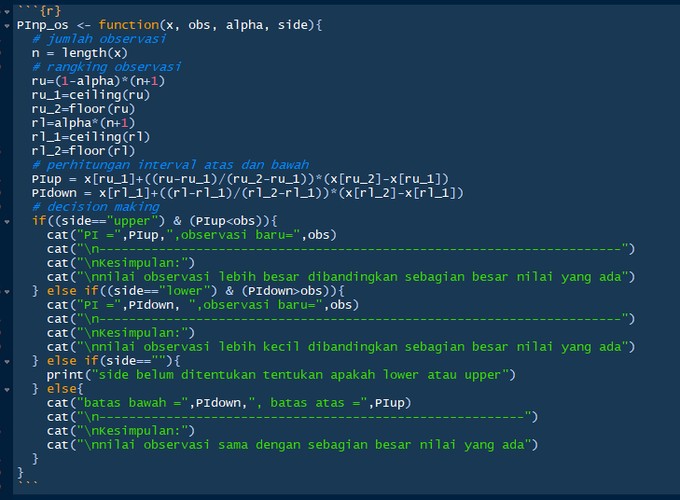 ```{r}
PInp_os <- function(x, obs, alpha, side){
  # jumlah observasi
  n = length(x)
  # rangking observasi
  ru=(1-alpha)*(n+1)
  ru_1=ceiling(ru)
  ru_2=floor(ru)
  rl=alpha*(n+1)
  rl_1=ceiling(rl)
  rl_2=floor(rl)
  # perhitungan interval atas dan bawah
  PIup = x[ru_1]+((ru-ru_1)/(ru_2-ru_1))*(x[ru_2]-x[ru_1])
  PIdown = x[rl_1]+((rl-rl_1)/(rl_2-rl_1))*(x[rl_2]-x[rl_1])
  # decision making
  if((side=="upper") & (PIup<obs)){
    cat("PI =",PIup,",observasi baru=",obs)
    cat("\n------------------------------------------------------------------")
    cat("\nKesimpulan:")
    cat("\nnilai observasi lebih besar dibandingkan sebagian besar nilai yang ada")
  } else if((side=="lower") & (PIdown>obs)){
    cat("PI =",PIdown, ",observasi baru=",obs)
    cat("\n------------------------------------------------------------------")
    cat("\nKesimpulan:")
    cat("\nnilai observasi lebih kecil dibandingkan sebagian besar nilai yang ada")
  } else if(side==""){
    print("side belum ditentukan tentukan apakah lower atau upper")
  } else{
    cat("batas bawah =",PIdown,", batas atas =",PIup)
    cat("\n------------------------------------------------------")
    cat("\nKesimpulan:")
    cat("\nnilai observasi sama dengan sebagian besar nilai yang ada")
  }
}
```